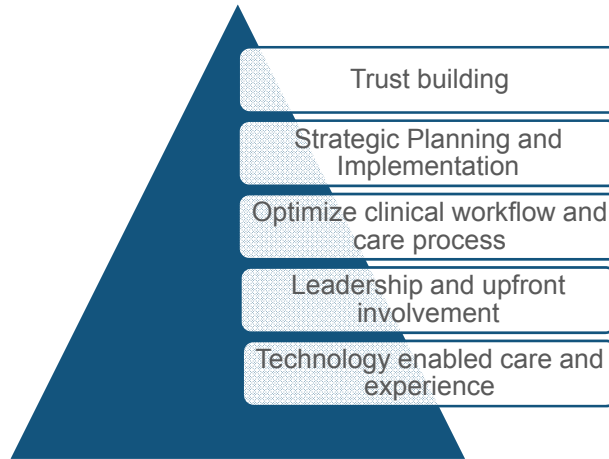 Trust building
Strategic Planning and
Implementation
Optimize clinical workflow and
care process
Leadership and upfront
involvement
Technology enabled care and
experience